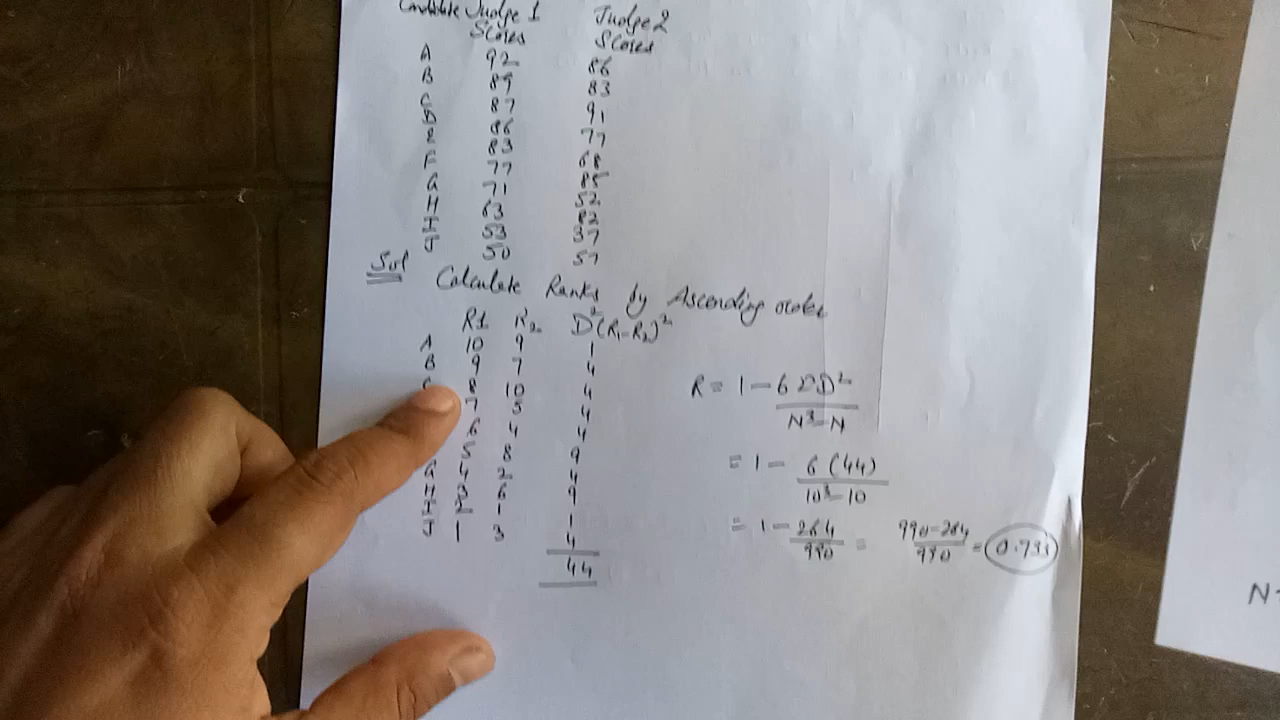 Candidate Judge 1 Judge 2
Scores Scores
A 92 86
B 89 83
C 87 91
D 86 77
E 83 68
F 77 85
G 71 52
H 63 82
I 53 37
J 50 57
Sol Calculate Ranks by Ascending order
R1 R2 D²(R1-R2)²
A 10 9 1
B 9 7 4
C 8 10 4
7 5 4
6 4 4
5 8 9
G 4 2 4
H 3 6 9
I 2 1 1
J 1 3 4
44
R = 1 - 6ΣD²
N³-N
= 1 - 6(44)
10³-10
= 1 - 264 = 990-264 = 0.733
990 990
N-